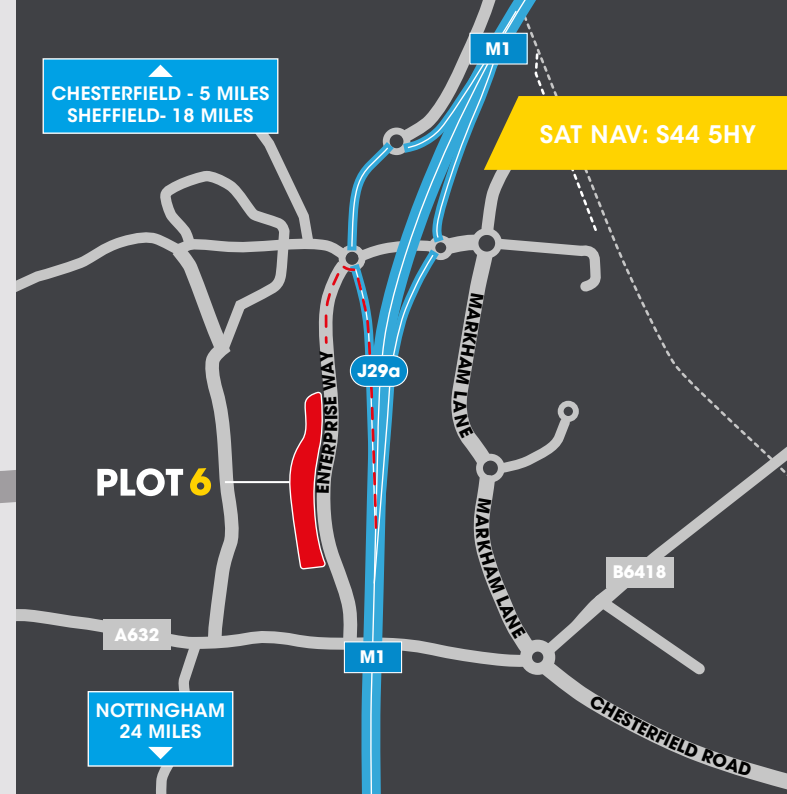 M1
CHESTERFIELD - 5 MILES
SHEFFIELD- 18 MILES
SAT NAV: S44 5HY
MARKHAM LANE
J29a
ENTERPRISE WAY
PLOT 6
MARKHAM LANE
B6418
A632
M1
NOTTINGHAM
24 MILES
CHESTERFIELD ROAD